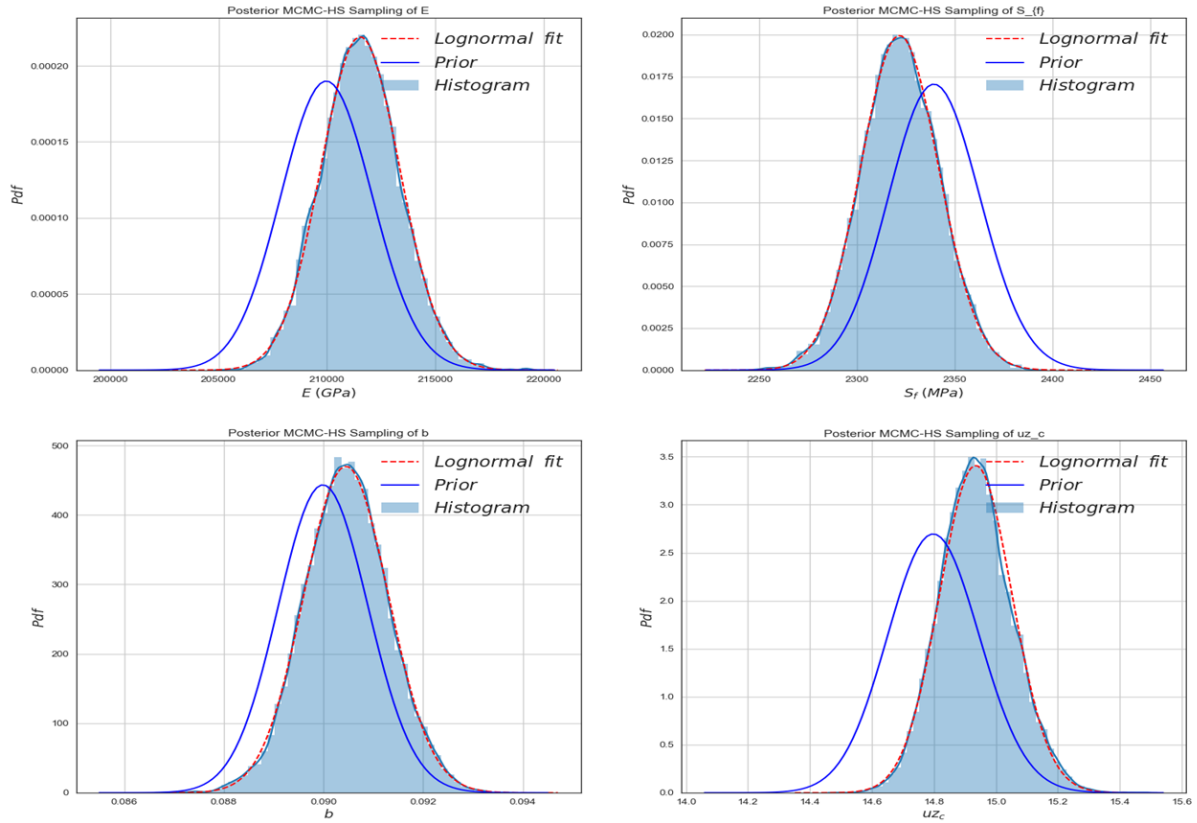 Posterior MCMC-HS Sampling of E
Lognormal fit
Prior
Histogram
0.00020
0.00015
0.00010
0.00005
0.00000
Pdf
200000 205000 210000 215000 220000
E (GPa)
Posterior MCMC-HS Sampling of S_{f}
Lognormal fit
Prior
Histogram
0.0200
0.0175
0.0150
0.0125
0.0100
0.0075
0.0050
0.0025
0.0000
Pdf
2250 2300 2350 2400 2450
S_f (MPa)
Posterior MCMC-HS Sampling of b
Lognormal fit
Prior
Histogram
500
400
300
200
100
0
Pdf
0.086 0.088 0.090 0.092 0.094
b
Posterior MCMC-HS Sampling of uz_c
Lognormal fit
Prior
Histogram
3.5
3.0
2.5
2.0
1.5
1.0
0.5
0.0
Pdf
14.0 14.2 14.4 14.6 14.8 15.0 15.2 15.4 15.6
uz_c